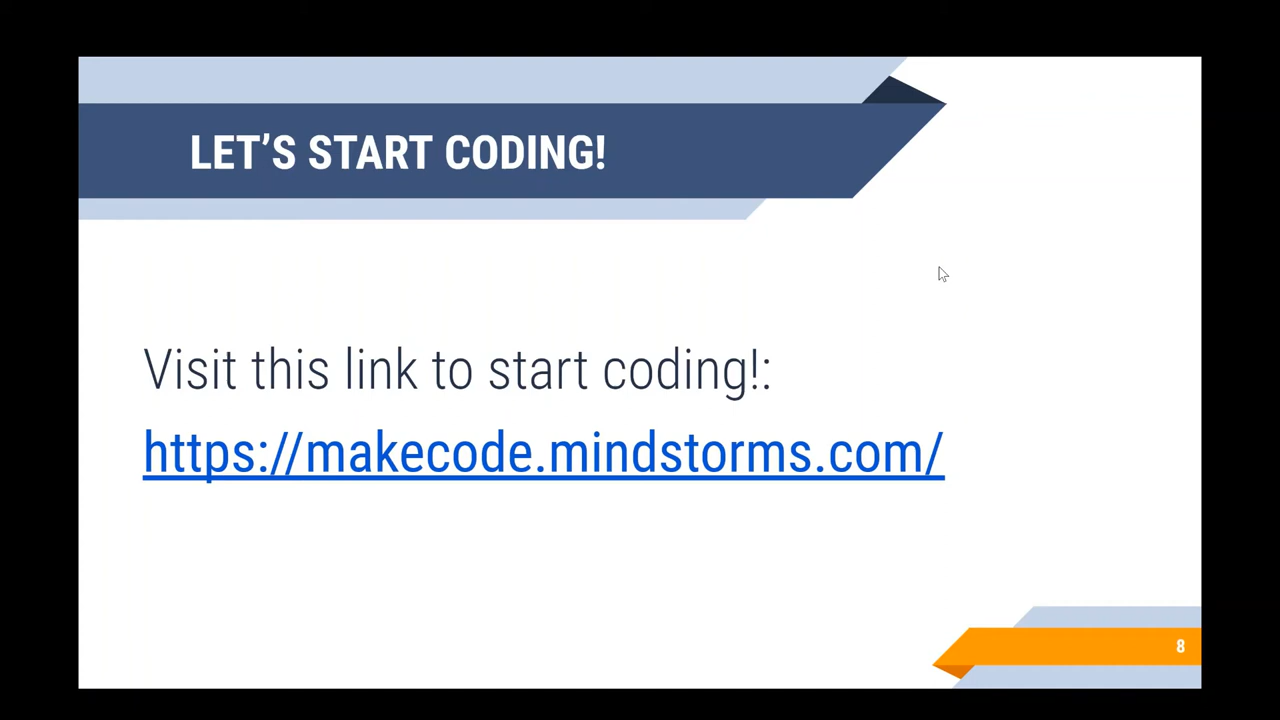 LET’S START CODING!
Visit this link to start coding!:
https://makecode.mindstorms.com/
8